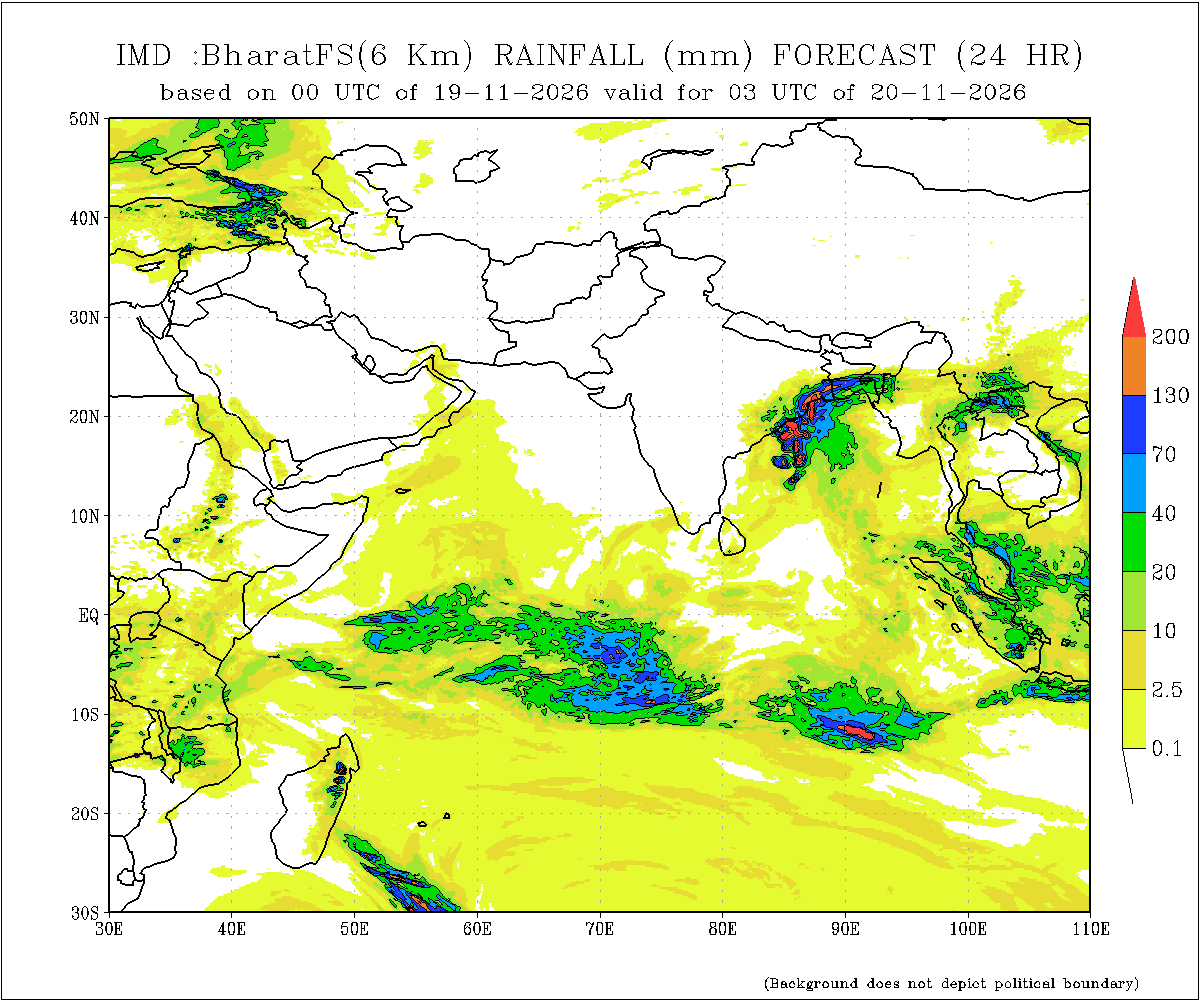 IMD :BharatFS(6 Km) RAINFALL (mm) FORECAST (24 HR)
based on 00 UTC of 19-11-2026 valid for 03 UTC of 20-11-2026
50N
40N
30N
20N
10N
EQ
10S
20S
30S
30E 40E 50E 60E 70E 80E 90E 100E 110E
200
130
70
40
20
10
2.5
0.1
(Background does not depict political boundary)